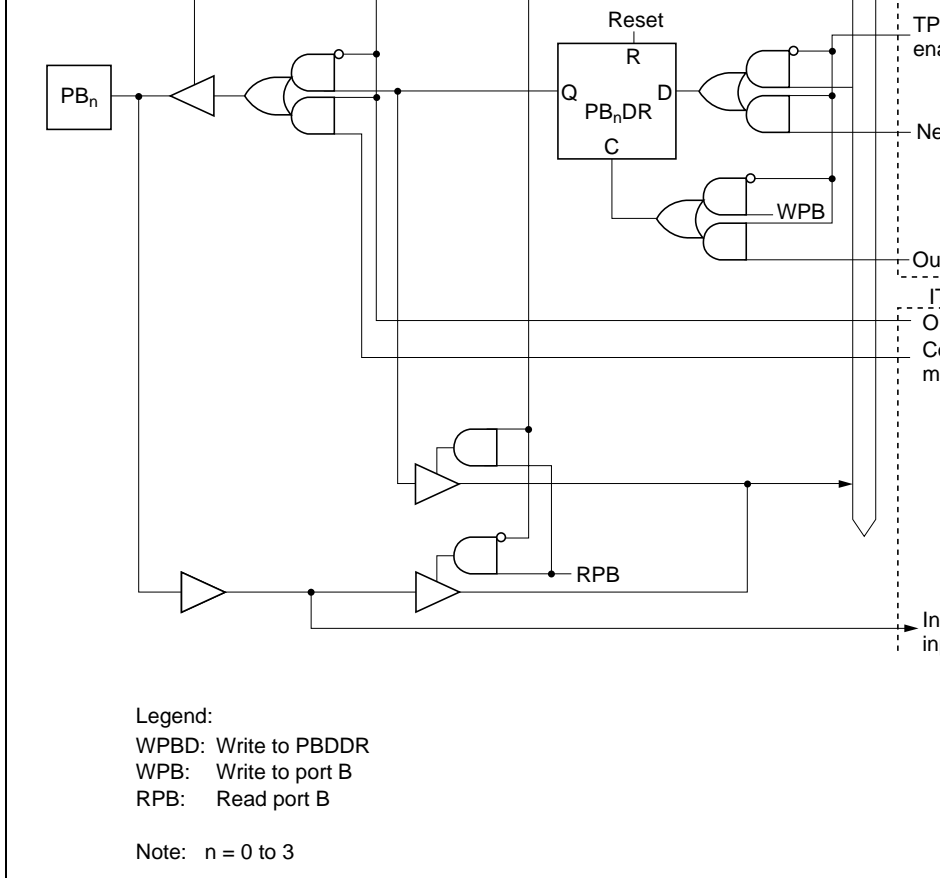 Reset
R
TP
ena
PBn
Q
D
PBnDR
C
Ne
WPB
Ou
IT
O
Co
m
RPB
In
inp
Legend:
WPBD: Write to PBDDR
WPB: Write to port B
RPB: Read port B
Note: n = 0 to 3